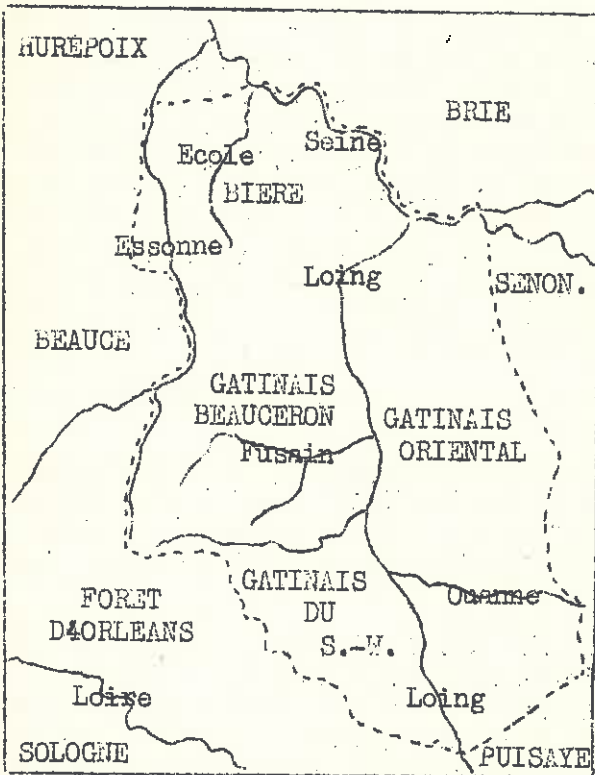 HUREPOIX
BRIE
Ecole
Seine
BIERE
Essonne
Loing
SENON.
BEAUCE
GATINAIS
BEAUCERON
GATINAIS
ORIENTAL
Fusain
GATINAIS
DU
S.-W.
Ouanne
FORET
D4ORLEANS
Loire
Loing
SOLOGNE
PUISAYE